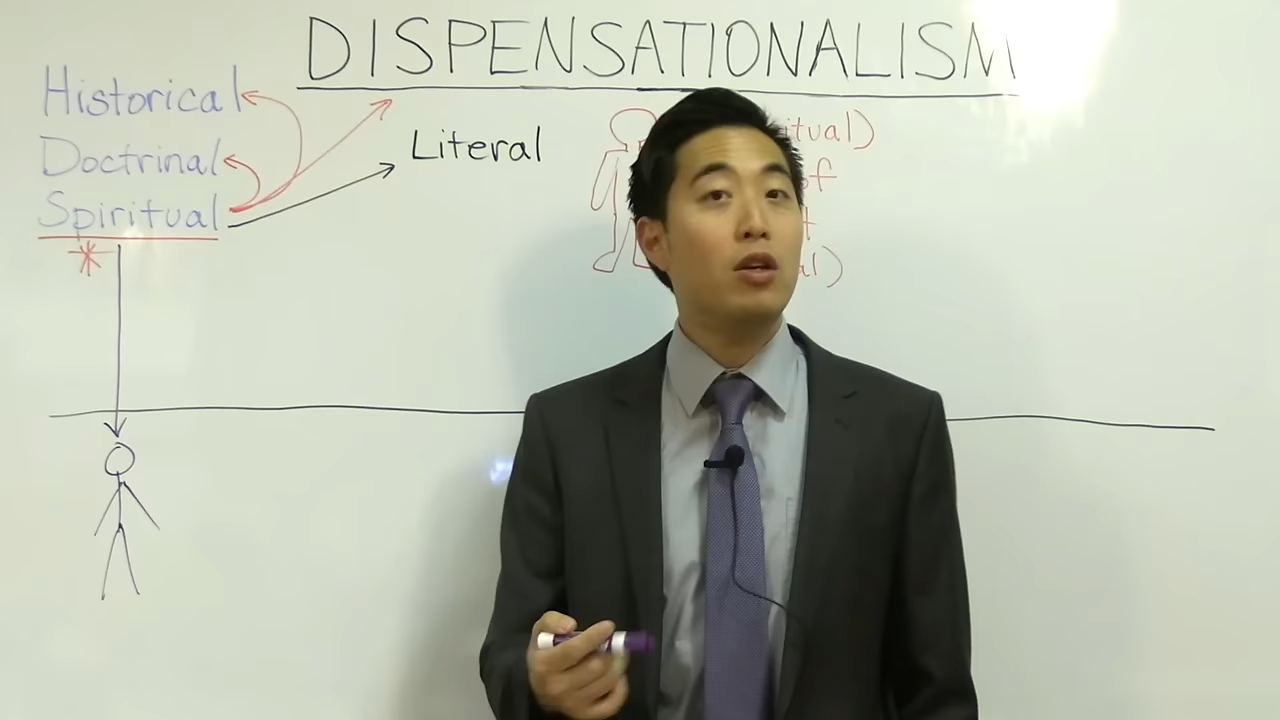 DISPENSATIONALISM
Historical
Doctrinal
Spiritual
Literal